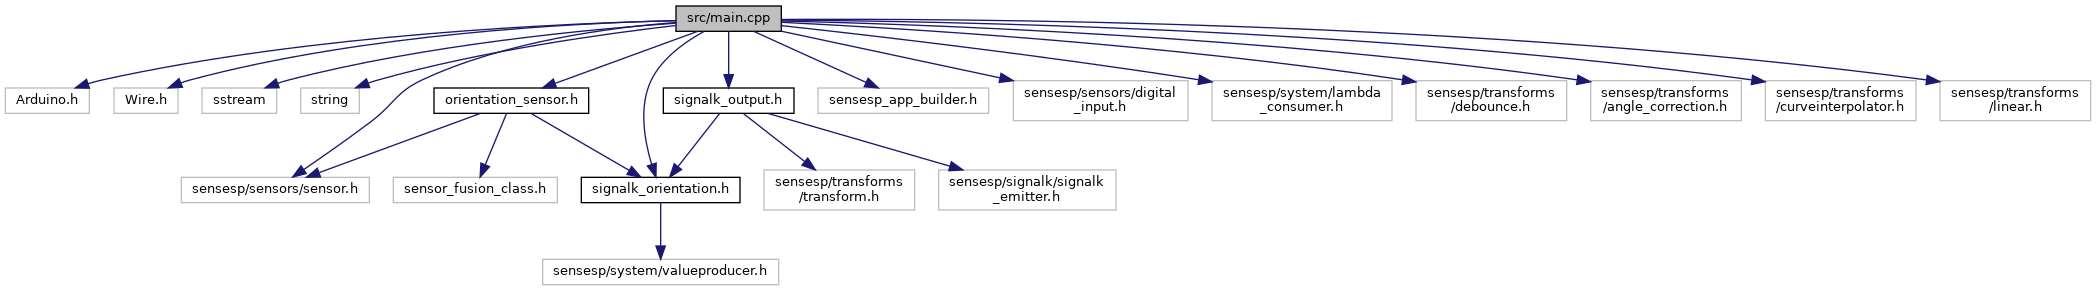 src/main.cpp
Arduino.h
Wire.h
sstream
string
orientation_sensor.h
signalk_output.h
sensesp_app_builder.h
sensesp/sensors/digital
_input.h
sensesp/system/lambda
_consumer.h
sensesp/transforms
/debounce.h
sensesp/transforms
/angle_correction.h
sensesp/transforms
/curveinterpolator.h
sensesp/transforms
/linear.h
sensesp/sensors/sensor.h
sensor_fusion_class.h
signalk_orientation.h
sensesp/transforms
/transform.h
sensesp/signalk/signalk
_emitter.h
sensesp/system/valueproducer.h